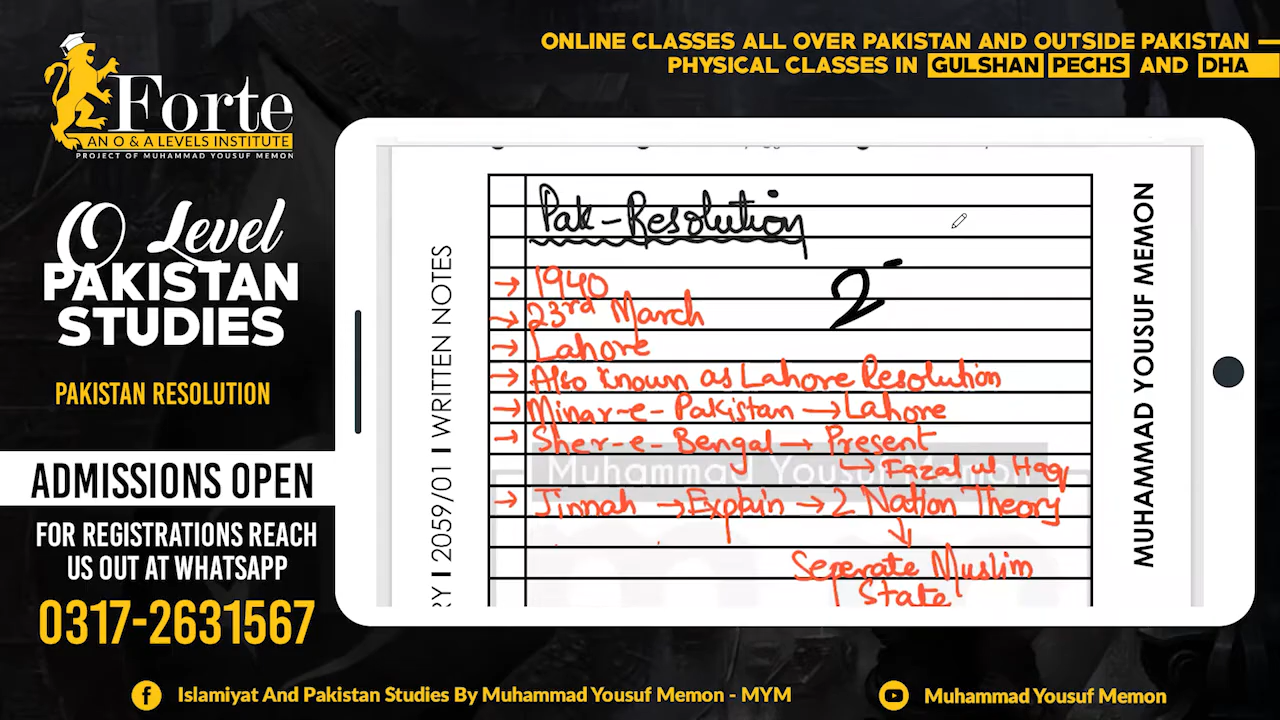 ONLINE CLASSES ALL OVER PAKISTAN AND OUTSIDE PAKISTAN
PHYSICAL CLASSES IN GULSHAN PECHS AND DHA
Forte
AN O & A LEVELS INSTITUTE
PROJECT OF MUHAMMAD YOUSUF MEMON
O Level
PAKISTAN
STUDIES
PAKISTAN RESOLUTION
ADMISSIONS OPEN
FOR REGISTRATIONS REACH
US OUT AT WHATSAPP
0317-2631567
RY I 2059/01 I WRITTEN NOTES
Pak-Resolution
2
→ 1940
→ 23rd March
→ Lahore
→ Also known as Lahore Resolution
→ Minar-e-Pakistan → Lahore
→ Sher-e-Bengal → Present
↳ Fazal ul Haq
Muhammad Yousuf Memon
→ Jinnah → Explain → 2 Nation Theory
↓
Seperate Muslim
State
MUHAMMAD YOUSUF MEMON
Islamiyat And Pakistan Studies By Muhammad Yousuf Memon - MYM
Muhammad Yousuf Memon